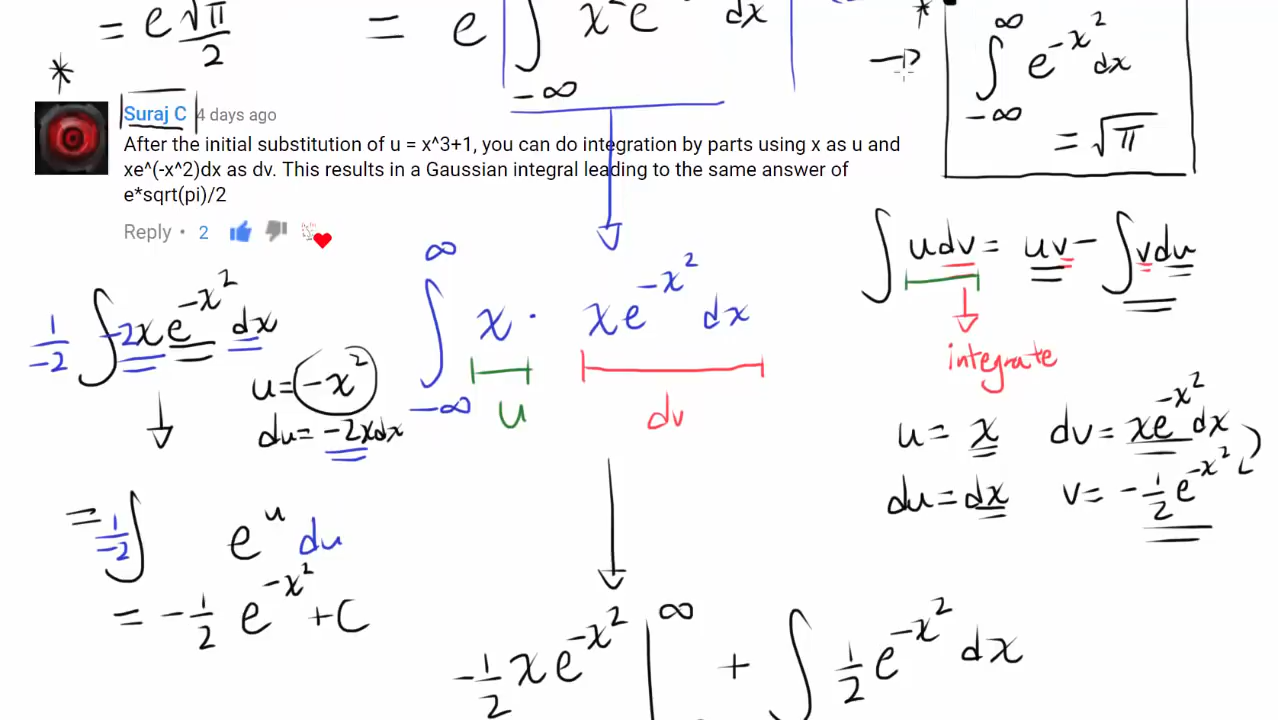 = e √π/2 = e ∫_{-∞} x²e dx
*
* → ∫_{-∞}^{∞} e^{-x²} dx
= √π
Suraj C 4 days ago
After the initial substitution of u = x^3+1, you can do integration by parts using x as u and
xe^(-x^2)dx as dv. This results in a Gaussian integral leading to the same answer of
e*sqrt(pi)/2
Reply • 2
∫ u dv = uv − ∫ v du
integrate
1/-2 ∫ -2x e^{-x²} dx
u = -x²
du = -2x dx
∫_{-∞}^{∞} x · x e^{-x²} dx
u dv
u = x dv = xe^{-x²} dx
du = dx v = -1/2 e^{-x²}
= 1/-2 ∫ e^u du
= -1/2 e^{-x²} + C
-1/2 x e^{-x²} |^{∞} + ∫ 1/2 e^{-x²} dx